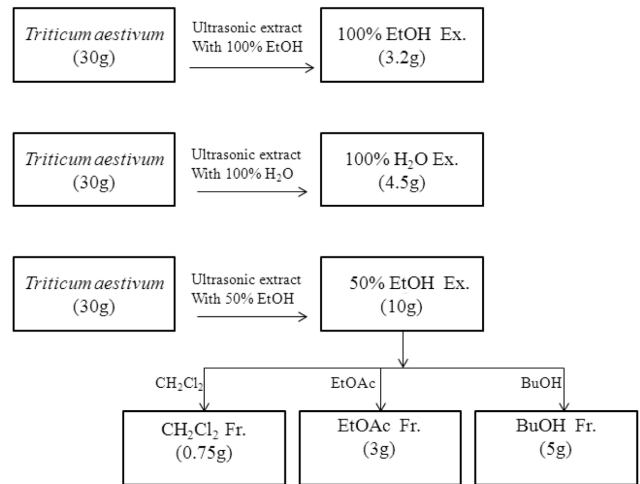 Triticum aestivum
(30g)
Ultrasonic extract
With 100% EtOH
100% EtOH Ex.
(3.2g)
Triticum aestivum
(30g)
Ultrasonic extract
With 100% H₂O
100% H₂O Ex.
(4.5g)
Triticum aestivum
(30g)
Ultrasonic extract
With 50% EtOH
50% EtOH Ex.
(10g)
CH₂Cl₂
EtOAc
BuOH
CH₂Cl₂ Fr.
(0.75g)
EtOAc Fr.
(3g)
BuOH Fr.
(5g)